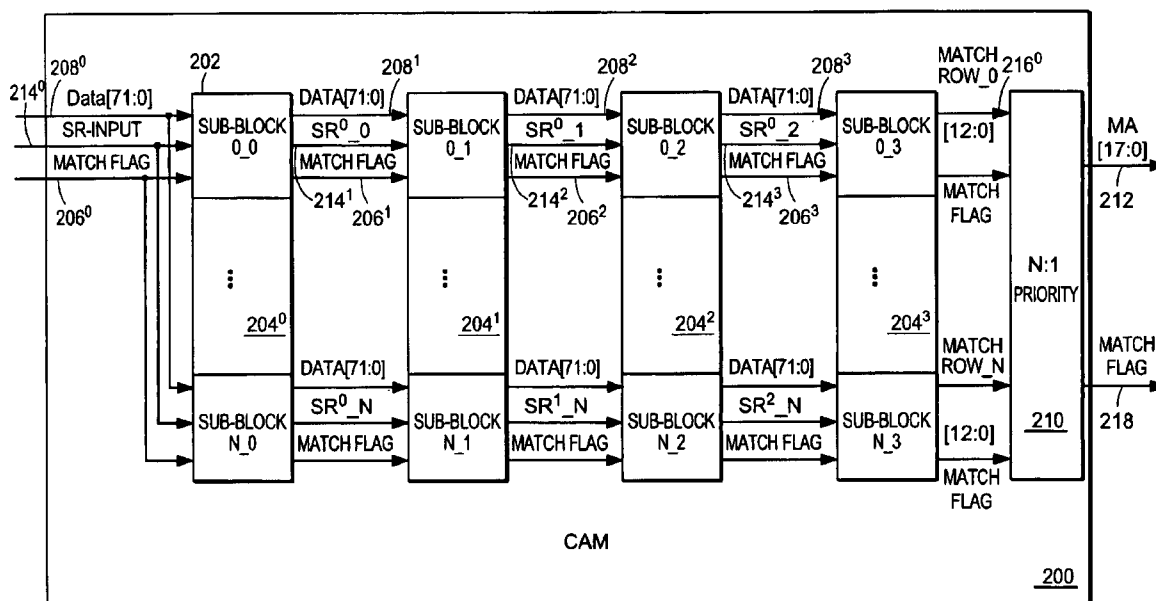 202
208⁰
208¹
208²
208³
MATCH
ROW_0
216⁰
214⁰
Data[71:0]
SR-INPUT
MATCH FLAG
206⁰
SUB-BLOCK
0_0
DATA[71:0]
SR⁰_0
MATCH FLAG
214¹
206¹
SUB-BLOCK
0_1
DATA[71:0]
SR⁰_1
MATCH FLAG
214²
206²
SUB-BLOCK
0_2
DATA[71:0]
SR⁰_2
MATCH FLAG
214³
206³
SUB-BLOCK
0_3
[12:0]
MATCH
FLAG
MA
[17:0]
212
...
204⁰
...
204¹
...
204²
...
204³
N:1
PRIORITY
210
MATCH
ROW_N
MATCH
FLAG
218
SUB-BLOCK
N_0
DATA[71:0]
SR⁰_N
MATCH FLAG
SUB-BLOCK
N_1
DATA[71:0]
SR¹_N
MATCH FLAG
SUB-BLOCK
N_2
DATA[71:0]
SR²_N
MATCH FLAG
SUB-BLOCK
N_3
[12:0]
MATCH
FLAG
CAM
200